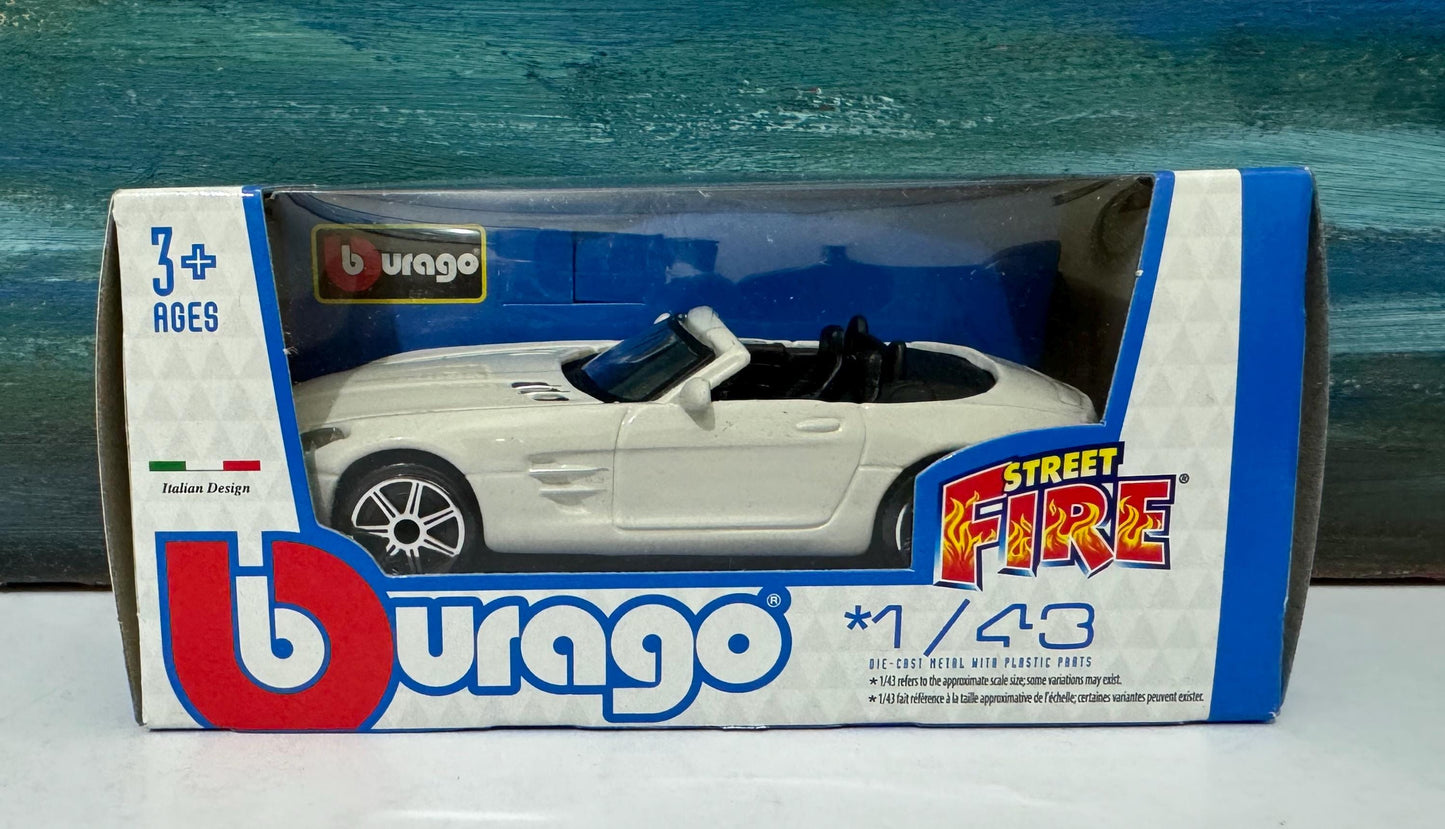 3+
AGES
burago
Italian Design
STREET
FIRE®
burago®
*1/43
DIE-CAST METAL WITH PLASTIC PARTS
* 1/43 refers to the approximate scale size; some variations may exist.
* 1/43 fait référence à la taille approximative de l'échelle; certaines variantes peuvent exister.